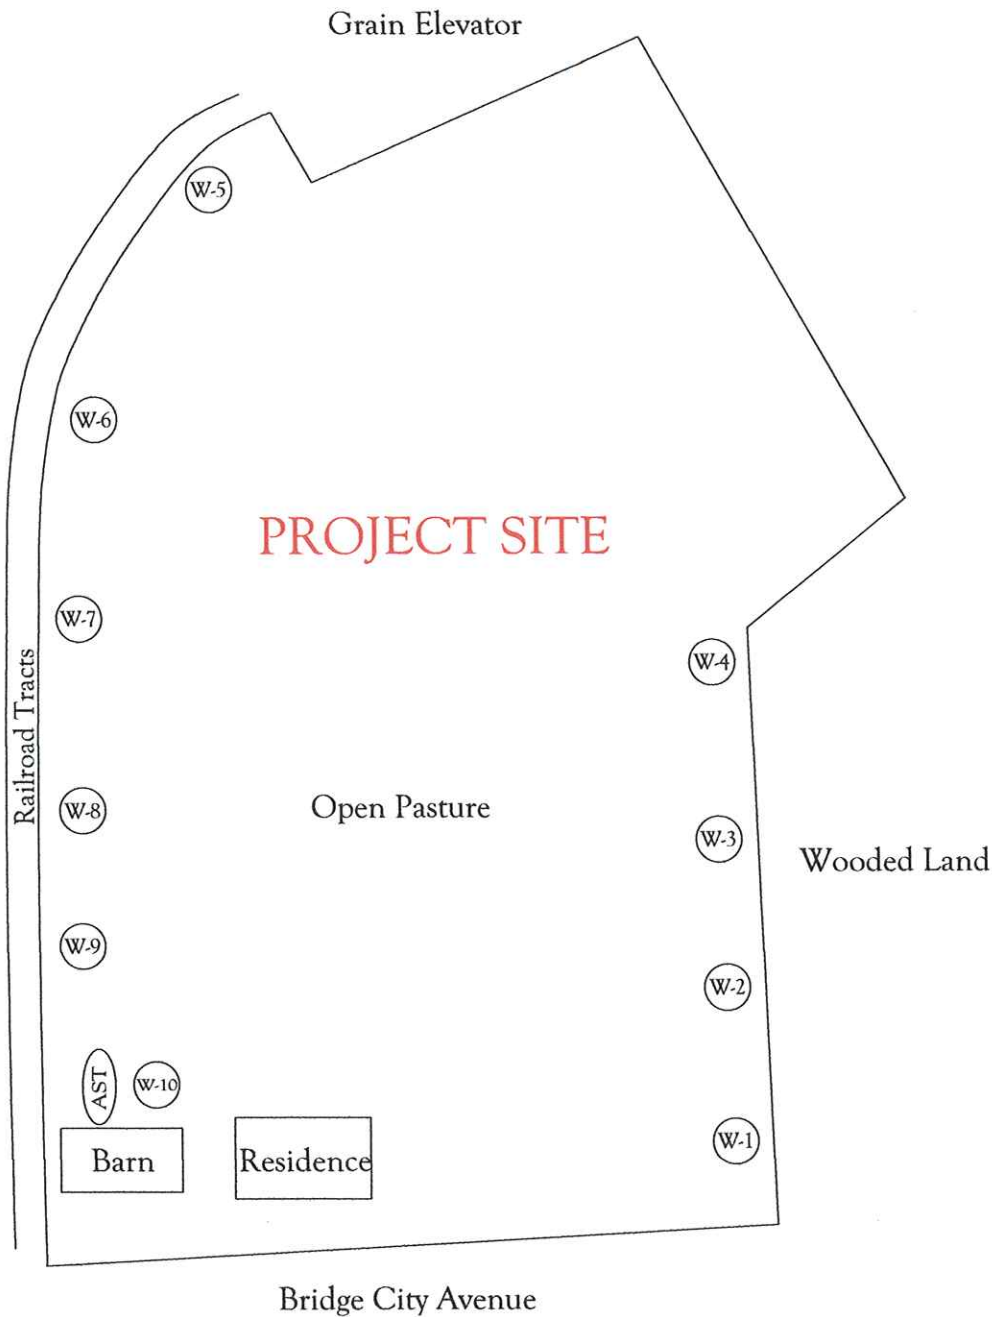 Grain Elevator
W-5
W-6
PROJECT SITE
W-7
W-4
Railroad Tracts
Open Pasture
W-8
W-3
Wooded Land
W-9
W-2
AST
W-10
W-1
Barn
Residence
Bridge City Avenue